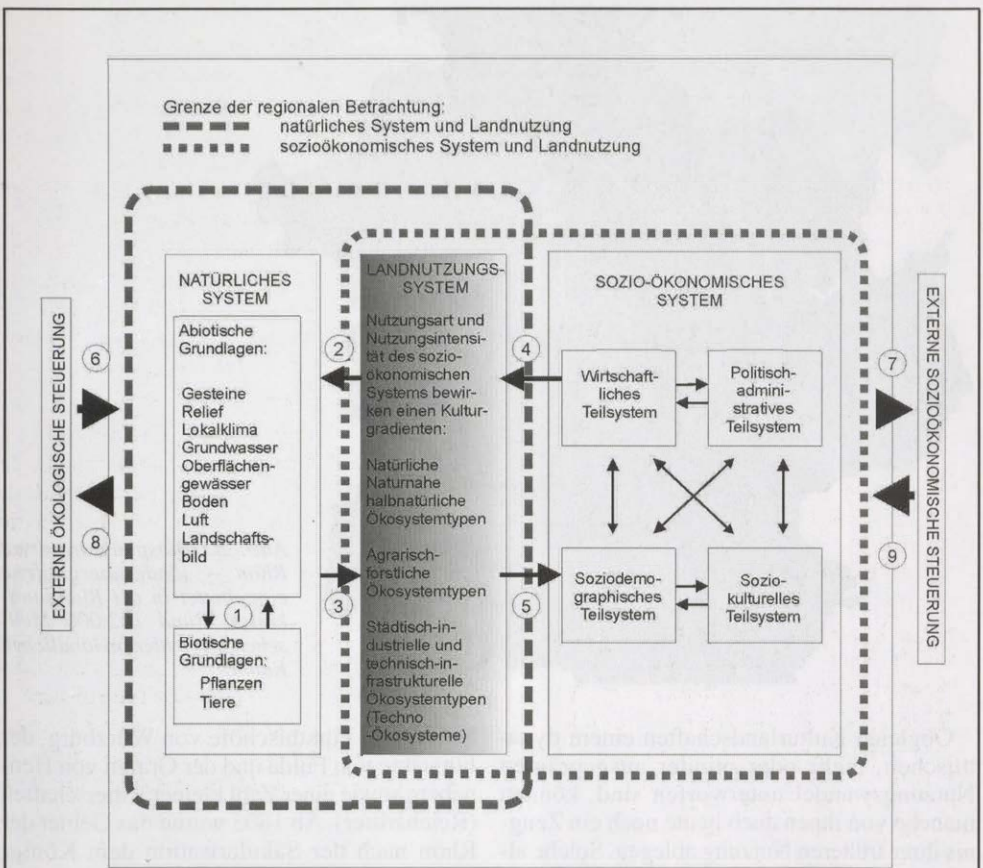 Grenze der regionalen Betrachtung:
natürliches System und Landnutzung
sozioökonomisches System und Landnutzung
EXTERNE ÖKOLOGISCHE STEUERUNG
6
8
NATÜRLICHES
SYSTEM
Abiotische
Grundlagen:
Gesteine
Relief
Lokalklima
Grundwasser
Oberflächen-
gewässer
Boden
Luft
Landschafts-
bild
1
Biotische
Grundlagen:
Pflanzen
Tiere
2
3
LANDNUTZUNGS-
SYSTEM
Nutzungsart und
Nutzungsintensi-
tät des sozio-
ökonomischen
Systems bewir-
ken einen Kultur-
gradienten:
Natürliche
Naturnahe
halbnatürliche
Ökosystemtypen
Agrarisch-
forstliche
Ökosystemtypen
Städtisch-in-
dustrielle und
technisch-in-
frastrukturelle
Ökosystemtypen
(Techno
-Ökosysteme)
4
5
SOZIO-ÖKONOMISCHES
SYSTEM
Wirtschaft-
liches
Teilsystem
Politisch-
admini-
stratives
Teilsystem
Soziodemo-
graphisches
Teilsystem
Sozio-
kulturelles
Teilsystem
7
9
EXTERNE SOZIOÖKONOMISCHE STEUERUNG